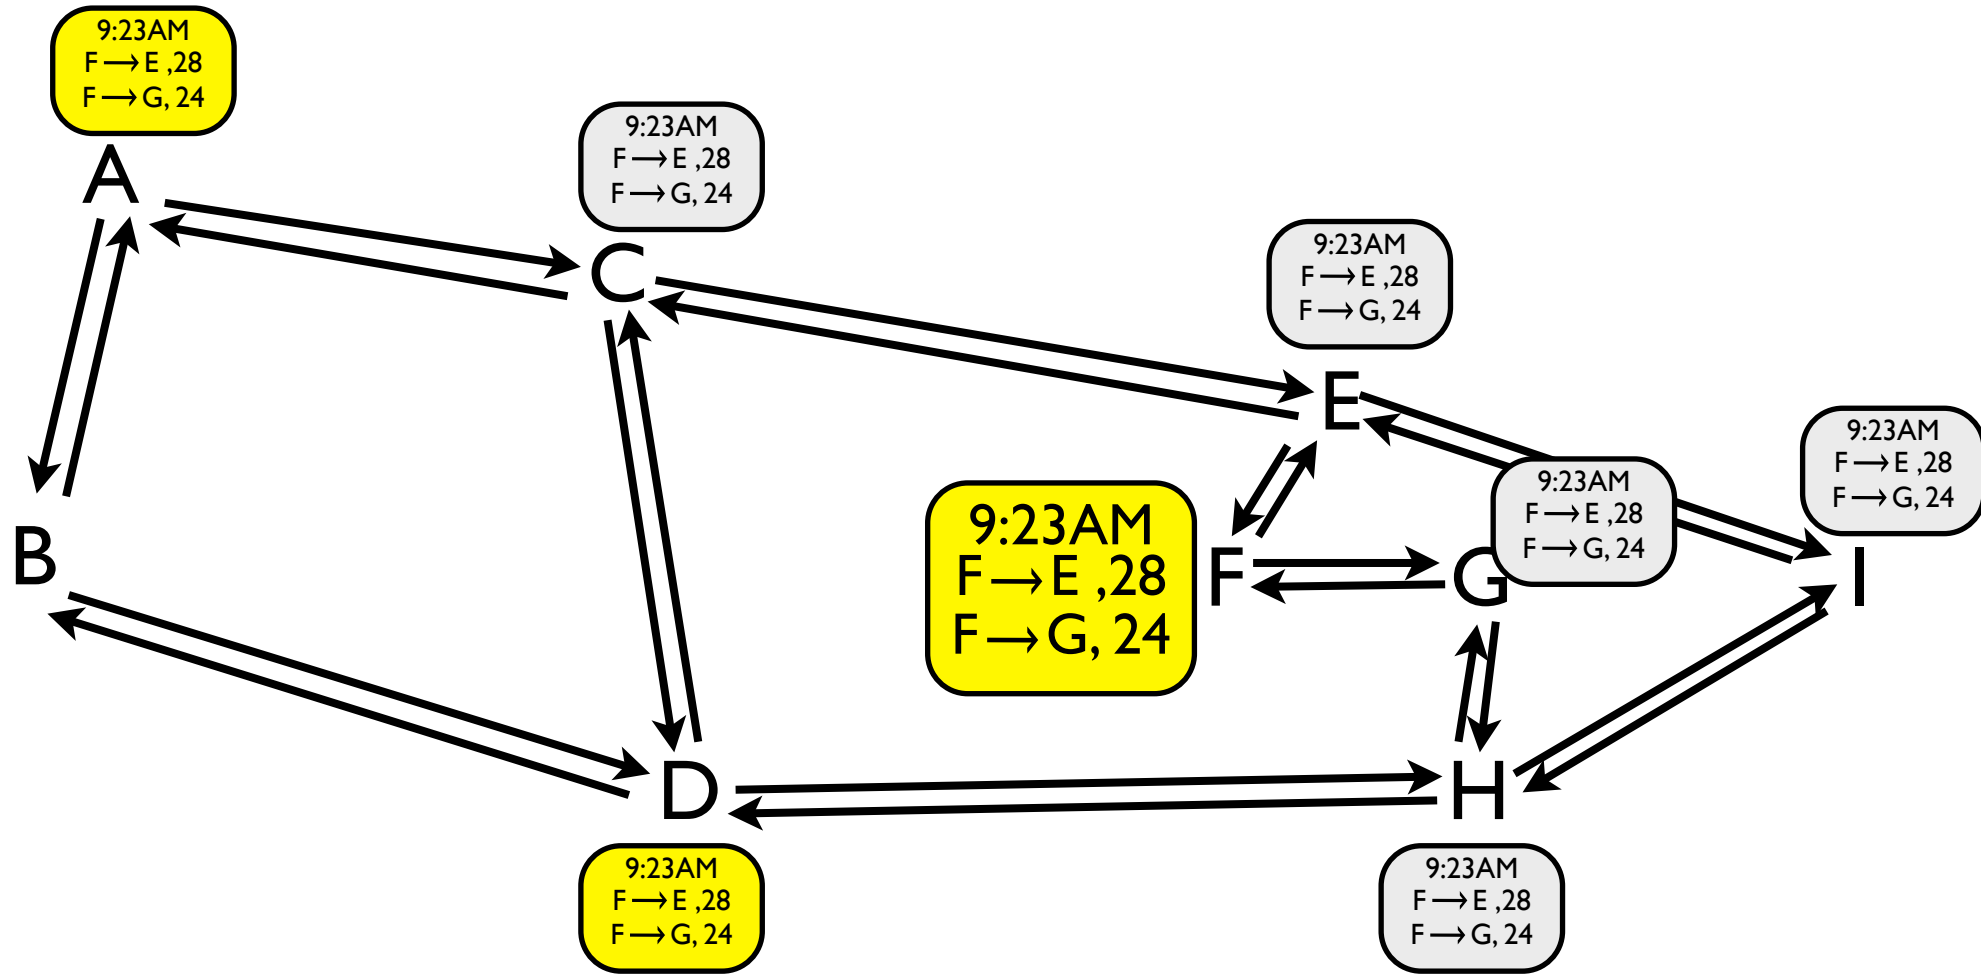 9:23AM
F → E ,28
F → G, 24
A
9:23AM
F → E ,28
F → G, 24
C
9:23AM
F → E ,28
F → G, 24
E
9:23AM
F → E ,28
F → G, 24
I
9:23AM
F → E ,28
F → G, 24
G
9:23AM
F → E ,28
F → G, 24
F
B
D
9:23AM
F → E ,28
F → G, 24
H
9:23AM
F → E ,28
F → G, 24